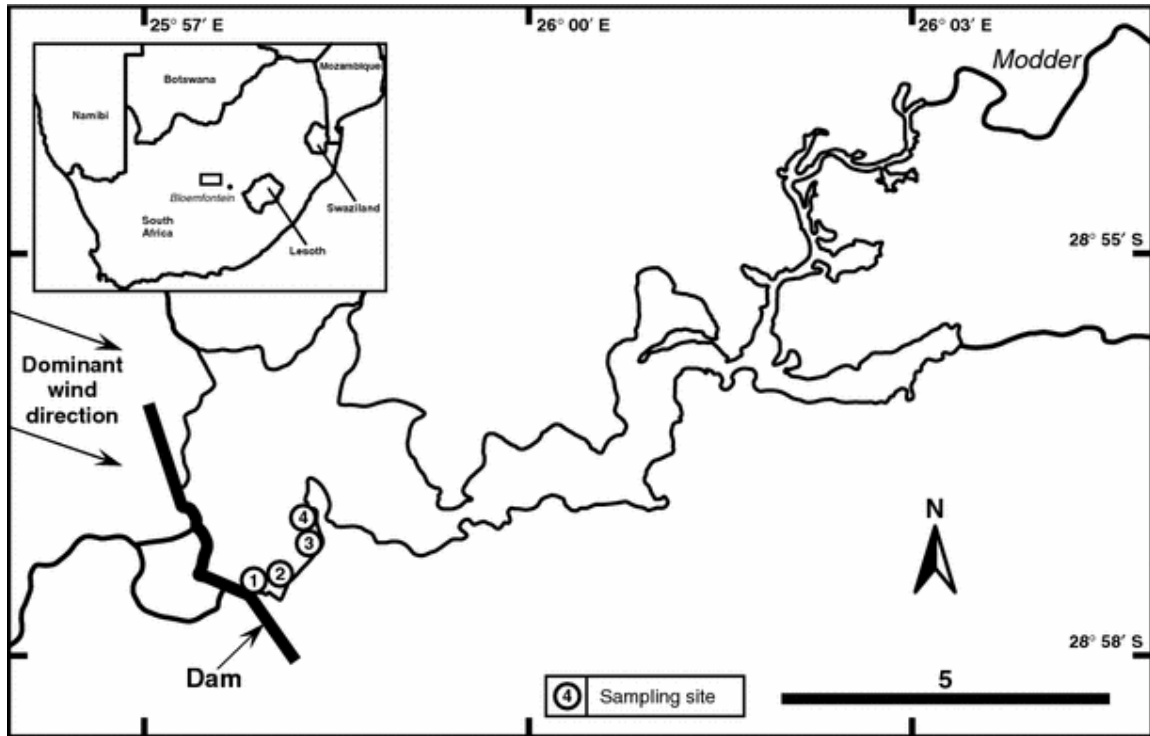 25° 57′ E
26° 00′ E
26° 03′ E
Modder
Mozambique
Botswana
Namibi
Bloemfontein
Swaziland
South
Africa
Lesoth
28° 55′ S
Dominant
wind
direction
N
4
3
2
1
28° 58′ S
Dam
4 Sampling site
5